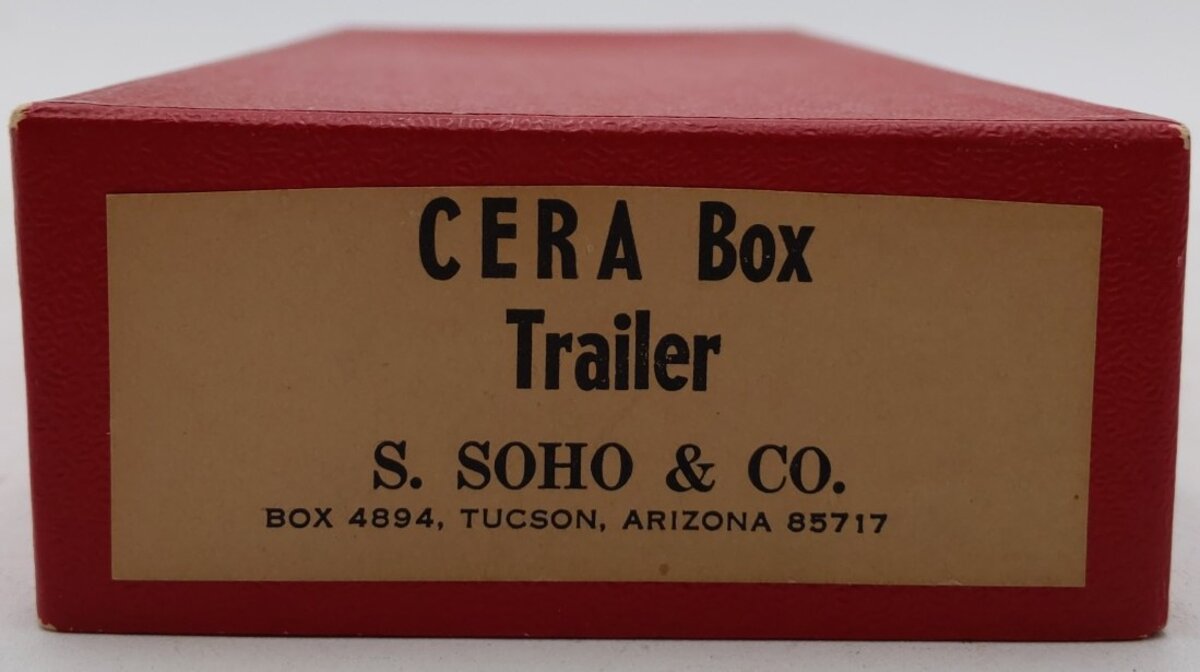 CERA Box
Trailer
S. SOHO & CO.
BOX 4894, TUCSON, ARIZONA 85717